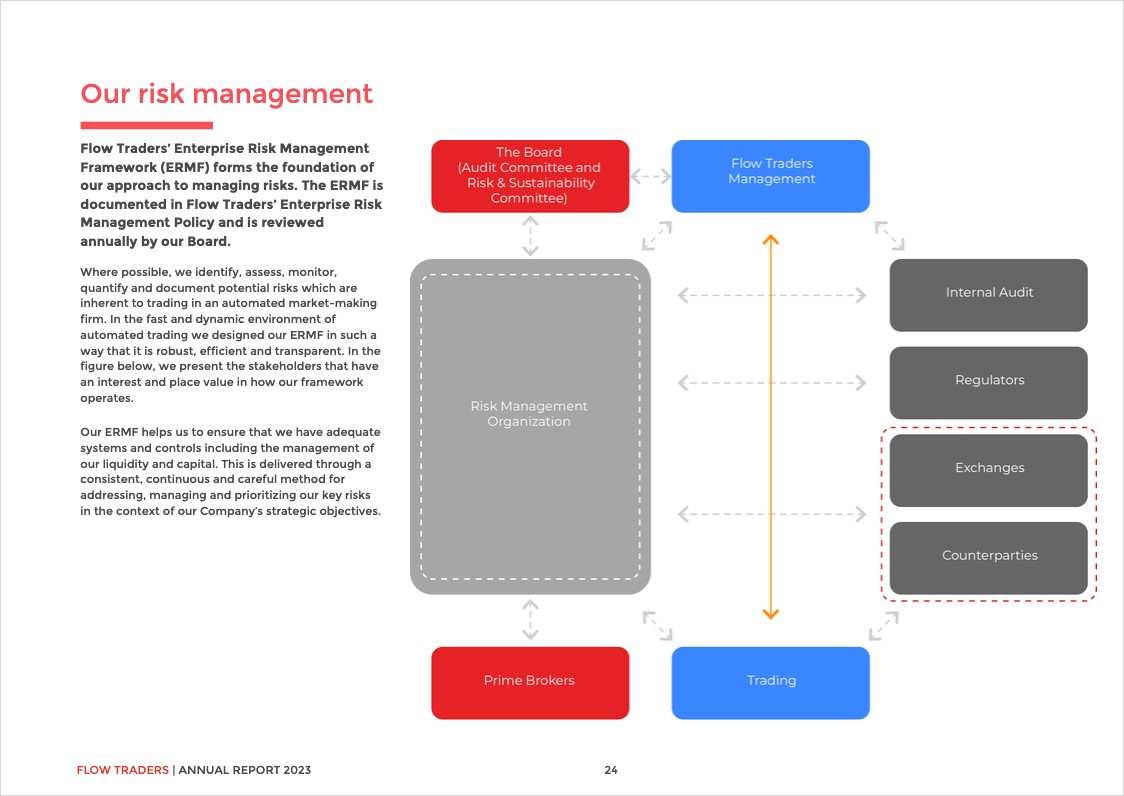 Our risk management
Flow Traders’ Enterprise Risk Management
Framework (ERMF) forms the foundation of
our approach to managing risks. The ERMF is
documented in Flow Traders’ Enterprise Risk
Management Policy and is reviewed
annually by our Board.
Where possible, we identify, assess, monitor,
quantify and document potential risks which are
inherent to trading in an automated market-making
firm. In the fast and dynamic environment of
automated trading we designed our ERMF in such a
way that it is robust, efficient and transparent. In the
figure below, we present the stakeholders that have
an interest and place value in how our framework
operates.
Our ERMF helps us to ensure that we have adequate
systems and controls including the management of
our liquidity and capital. This is delivered through a
consistent, continuous and careful method for
addressing, managing and prioritizing our key risks
in the context of our Company’s strategic objectives.
The Board
(Audit Committee and
Risk & Sustainability
Committee)
Flow Traders
Management
Risk Management
Organization
Internal Audit
Regulators
Exchanges
Counterparties
Prime Brokers
Trading
FLOW TRADERS | ANNUAL REPORT 2023
24